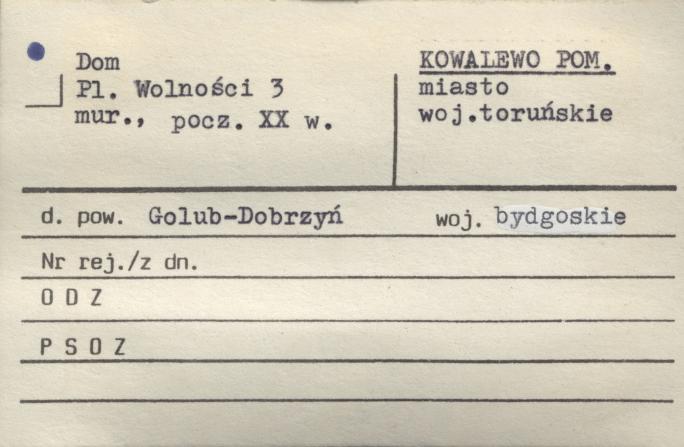 Dom
Pl. Wolności 3
mur., pocz. XX w.
KOWALEWO POM.
miasto
woj.toruńskie
d. pow. Golub-Dobrzyń woj. bydgoskie
Nr rej./z dn.
O D Z
P S O Z